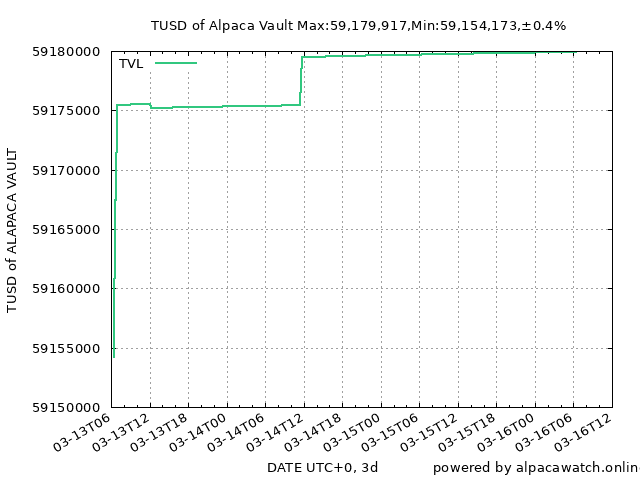 TUSD of Alpaca Vault Max:59,179,917,Min:59,154,173,±0.4%
TVL
59180000
59175000
59170000
59165000
59160000
59155000
59150000
TUSD of ALAPACA VAULT
03-13T06
03-13T12
03-13T18
03-14T00
03-14T06
03-14T12
03-14T18
03-15T00
03-15T06
03-15T12
03-15T18
03-16T00
03-16T06
03-16T12
DATE UTC+0, 3d
powered by alpacawatch.onlin